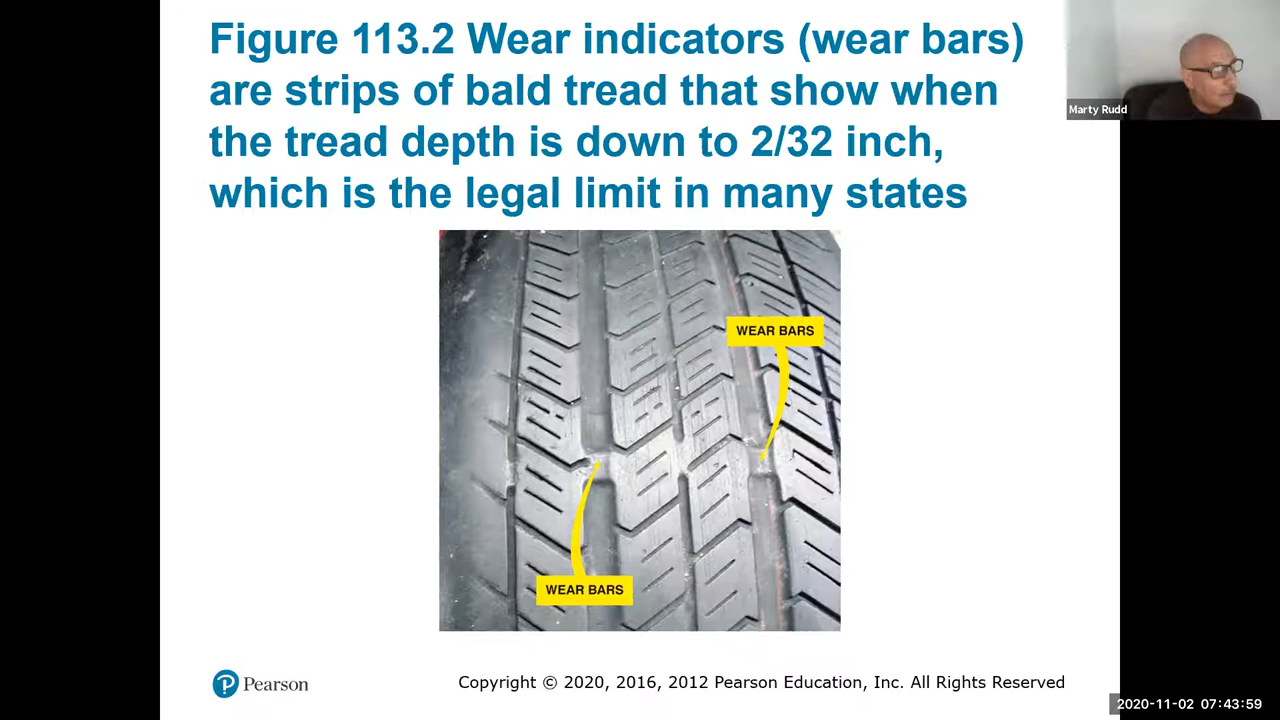 Figure 113.2 Wear indicators (wear bars)
are strips of bald tread that show when
the tread depth is down to 2/32 inch,
which is the legal limit in many states
Marty Rudd
WEAR BARS
WEAR BARS
Pearson
Copyright © 2020, 2016, 2012 Pearson Education, Inc. All Rights Reserved
2020-11-02 07:43:59